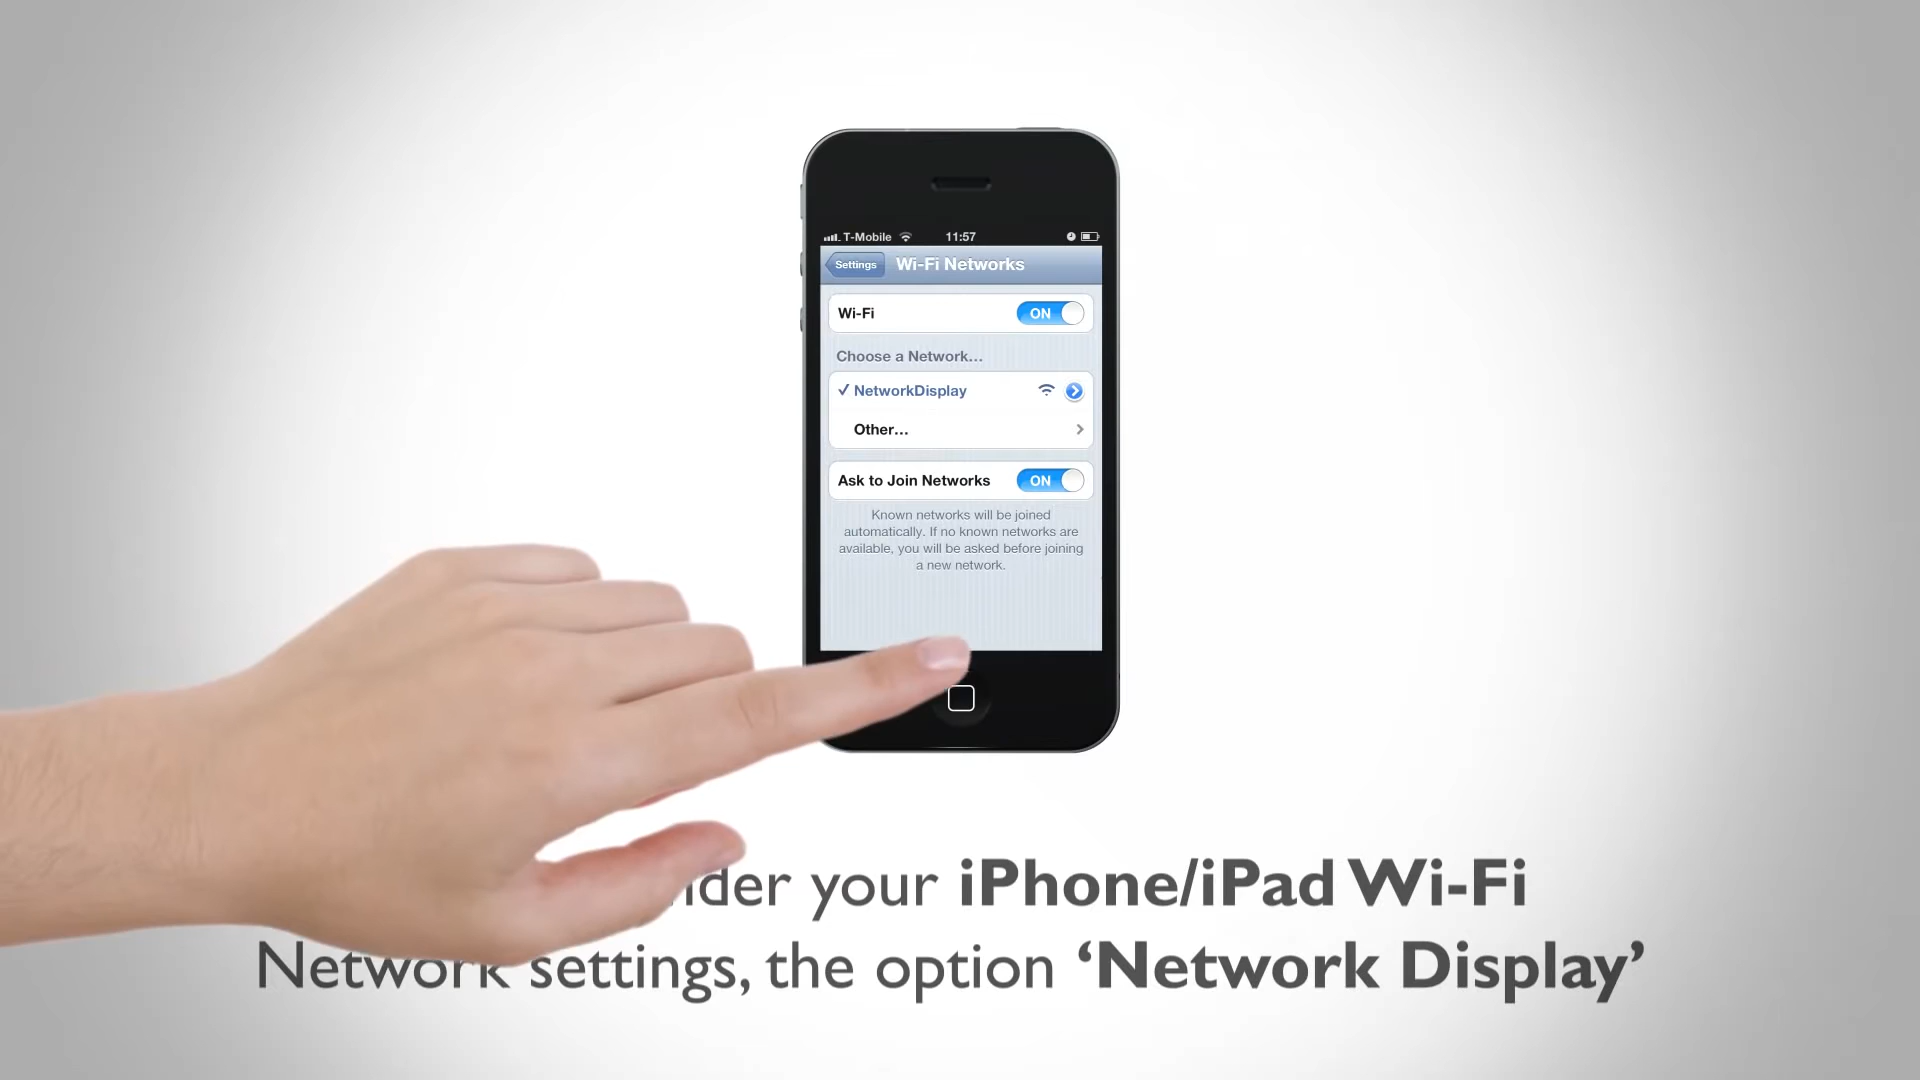 T-Mobile 11:57
Settings Wi-Fi Networks
Wi-Fi ON
Choose a Network...
✓ NetworkDisplay
Other...
Ask to Join Networks ON
Known networks will be joined
automatically. If no known networks are
available, you will be asked before joining
a new network.
your iPhone/iPad Wi-Fi
Network settings, the option ‘Network Display’